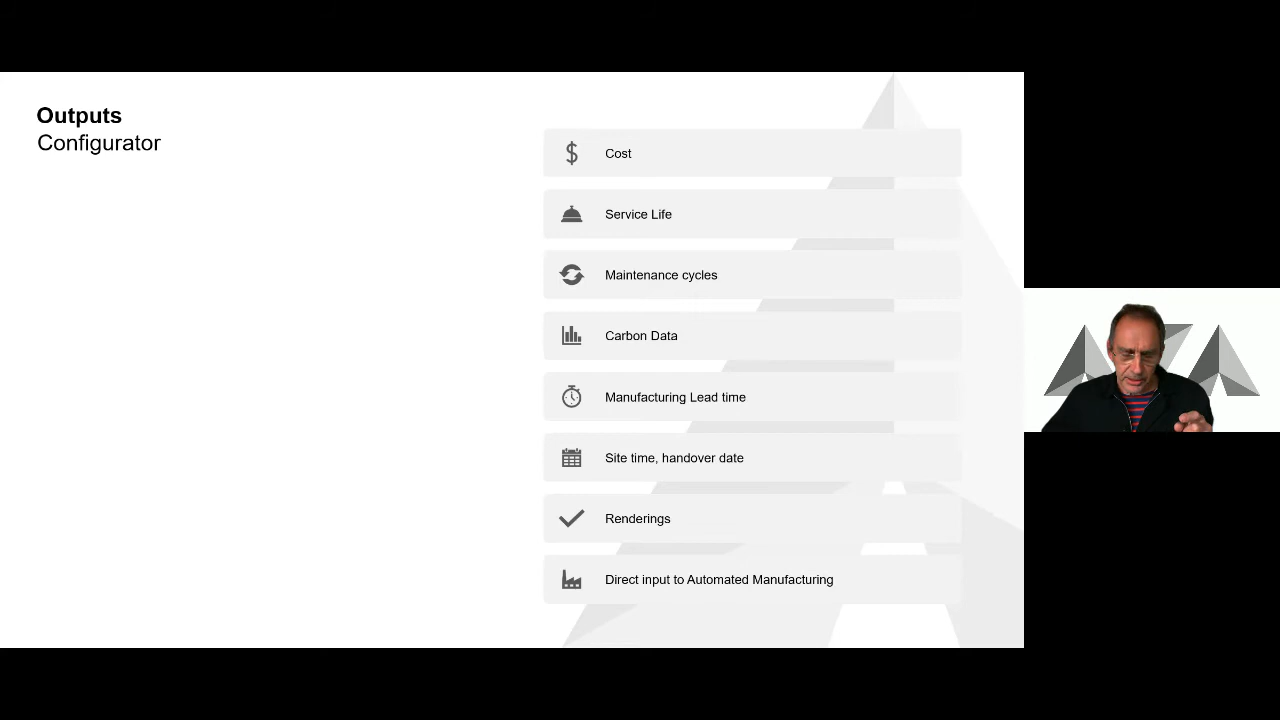 Outputs
Configurator
Cost
Service Life
Maintenance cycles
Carbon Data
Manufacturing Lead time
Site time, handover date
Renderings
Direct input to Automated Manufacturing